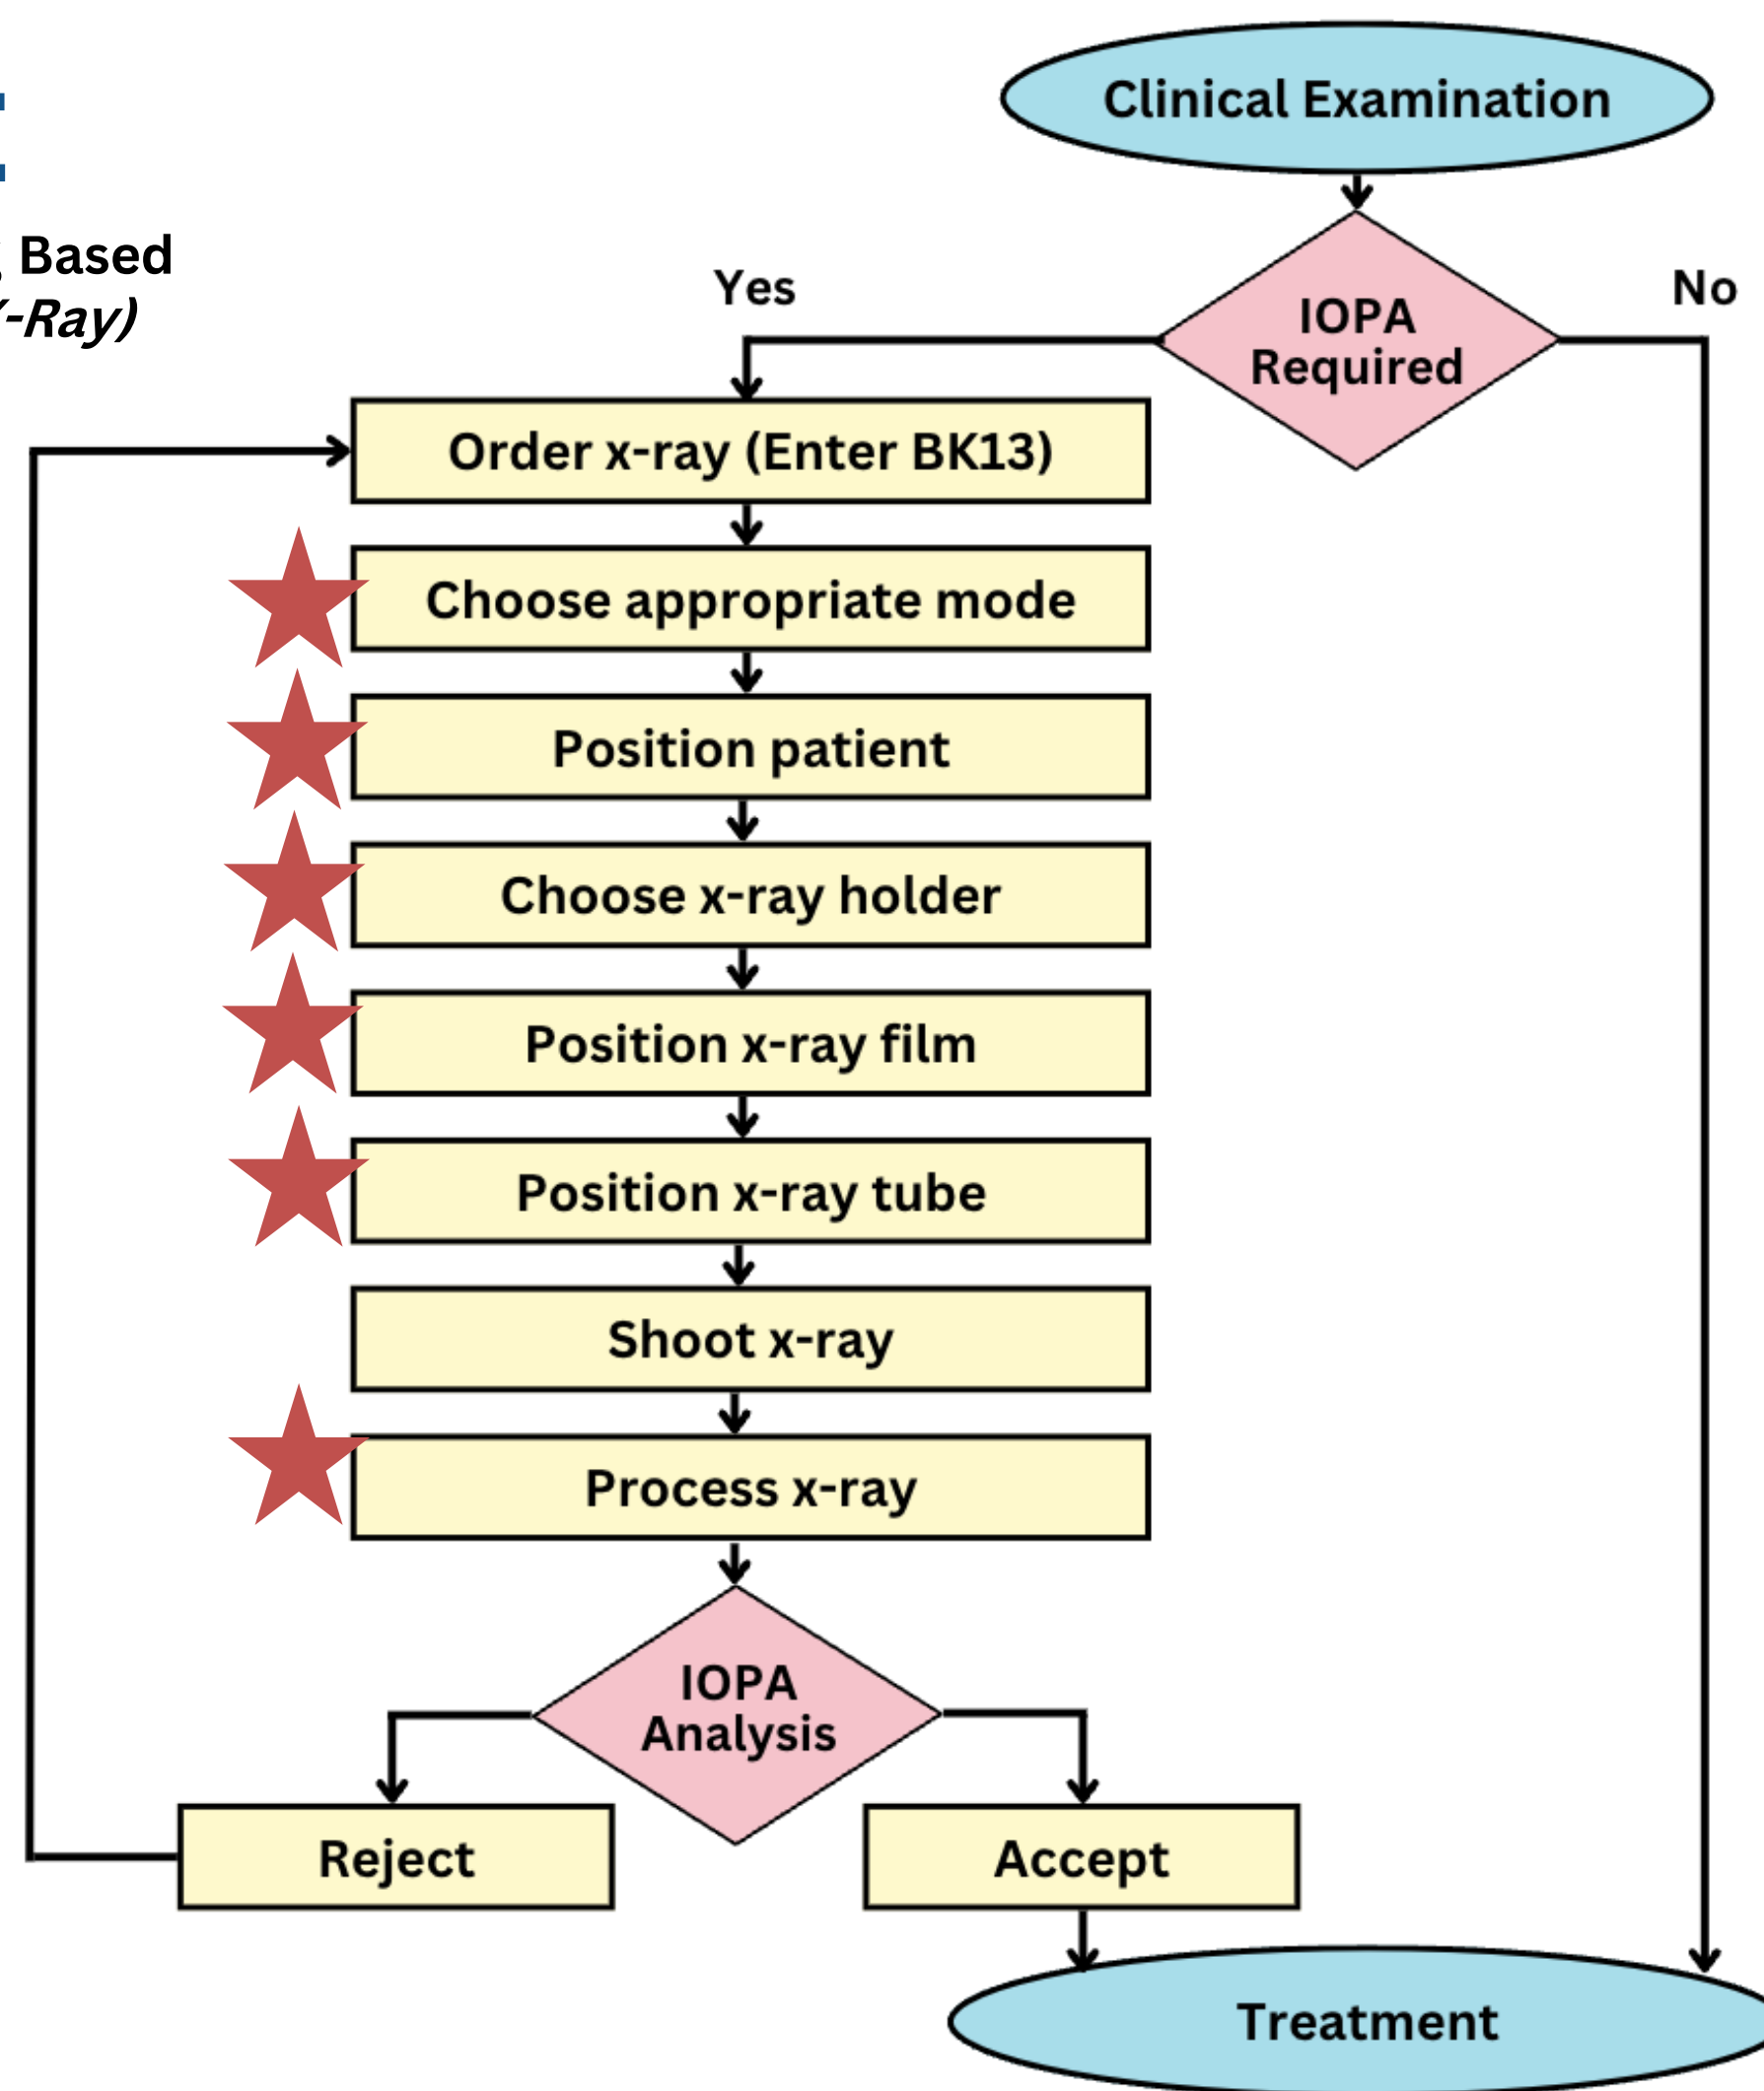 Clinical Examination
Based
-Ray)
Yes
No
IOPA
Required
Order x-ray (Enter BK13)
Choose appropriate mode
Position patient
Choose x-ray holder
Position x-ray film
Position x-ray tube
Shoot x-ray
Process x-ray
IOPA
Analysis
Reject
Accept
Treatment